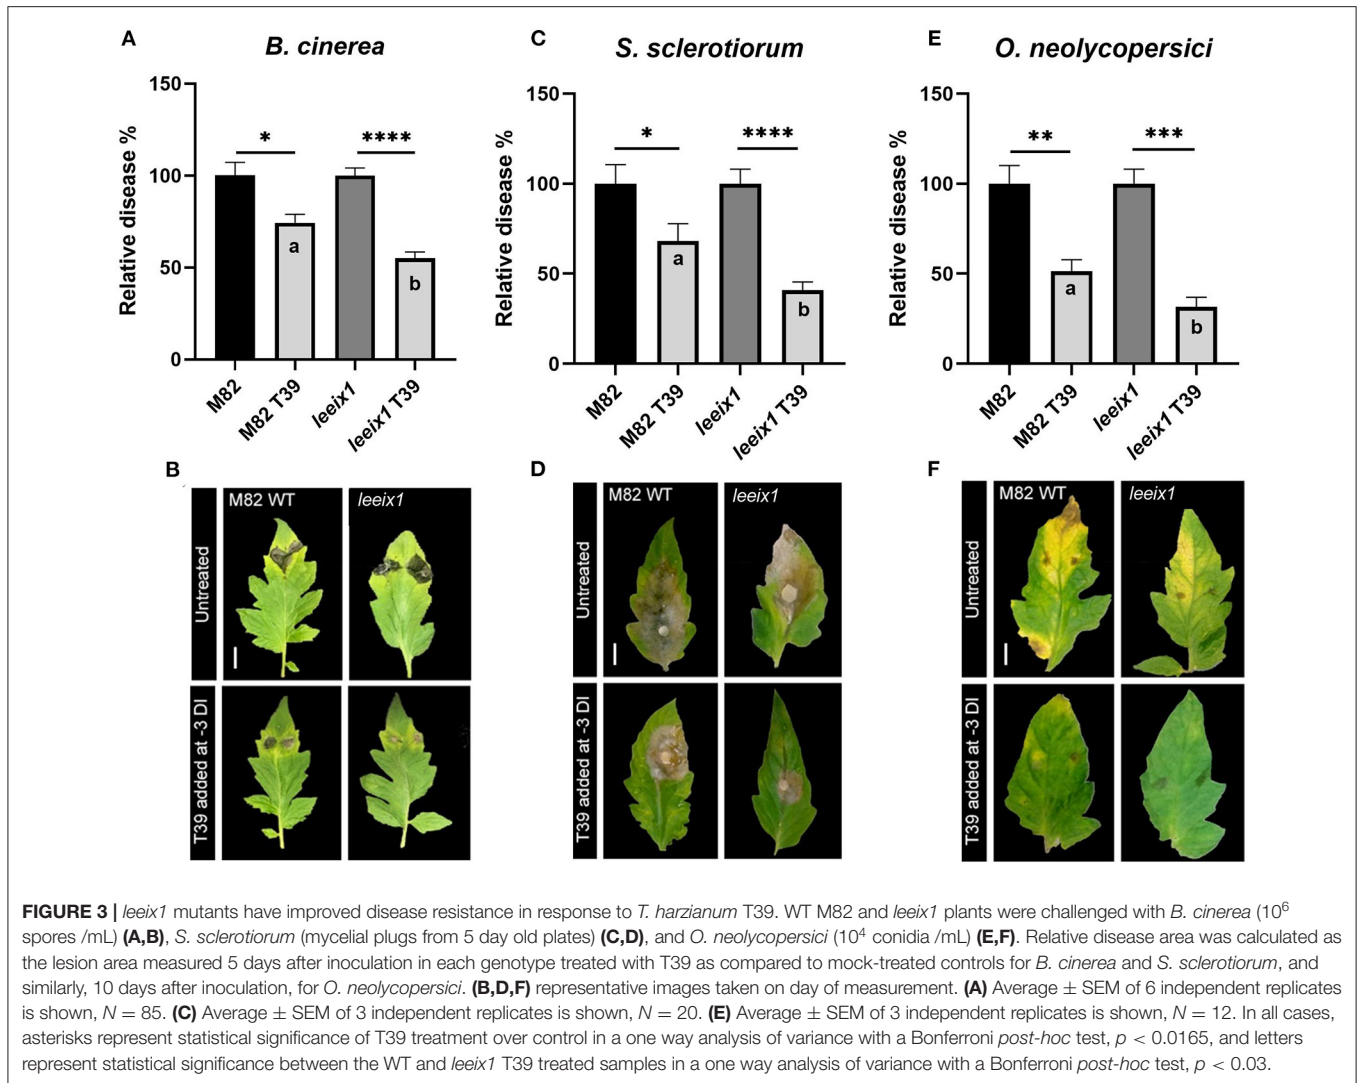 A
B. cinerea
Relative disease %
150
100
50
0
*
****
a
b
M82
M82 T39
leeix1
leeix1 T39
C
S. sclerotiorum
Relative disease %
150
100
50
0
*
****
a
b
M82
M82 T39
leeix1
leeix1 T39
E
O. neolycopersici
Relative disease %
150
100
50
0
**
***
a
b
M82
M82 T39
leeix1
leeix1 T39
B
M82 WT
leeix1
Untreated
T39 added at -3 DI
D
M82 WT
leeix1
Untreated
T39 added at -3 DI
F
M82 WT
leeix1
Untreated
T39 added at -3 DI
FIGURE 3 | leeix1 mutants have improved disease resistance in response to T. harzianum T39. WT M82 and leeix1 plants were challenged with B. cinerea (10⁶
spores /mL) (A,B), S. sclerotiorum (mycelial plugs from 5 day old plates) (C,D), and O. neolycopersici (10⁴ conidia /mL) (E,F). Relative disease area was calculated as
the lesion area measured 5 days after inoculation in each genotype treated with T39 as compared to mock-treated controls for B. cinerea and S. sclerotiorum, and
similarly, 10 days after inoculation, for O. neolycopersici. (B,D,F) representative images taken on day of measurement. (A) Average ± SEM of 6 independent replicates
is shown, N = 85. (C) Average ± SEM of 3 independent replicates is shown, N = 20. (E) Average ± SEM of 3 independent replicates is shown, N = 12. In all cases,
asterisks represent statistical significance of T39 treatment over control in a one way analysis of variance with a Bonferroni post-hoc test, p < 0.0165, and letters
represent statistical significance between the WT and leeix1 T39 treated samples in a one way analysis of variance with a Bonferroni post-hoc test, p < 0.03.